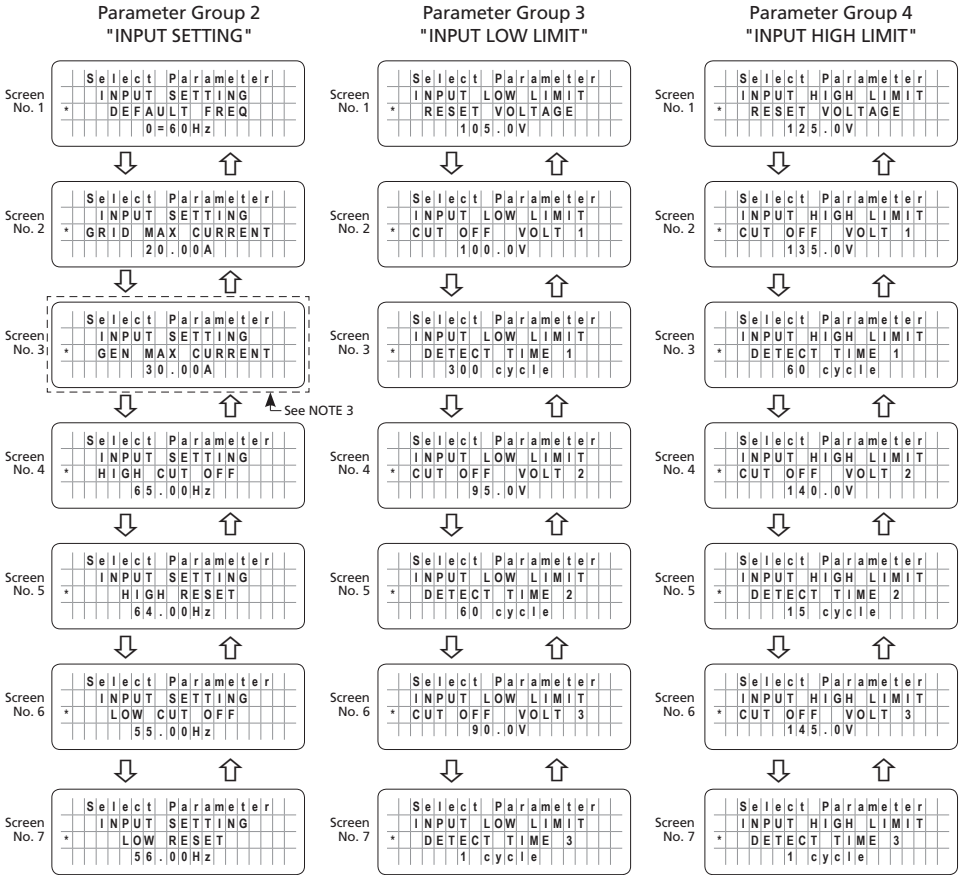 Parameter Group 2
"INPUT SETTING"
Screen
No. 1
Select Parameter
INPUT SETTING
* DEFAULT FREQ
0=60Hz
Screen
No. 2
Select Parameter
INPUT SETTING
* GRID MAX CURRENT
20.00A
Screen
No. 3
Select Parameter
INPUT SETTING
* GEN MAX CURRENT
30.00A
See NOTE 3
Screen
No. 4
Select Parameter
INPUT SETTING
* HIGH CUT OFF
65.00Hz
Screen
No. 5
Select Parameter
INPUT SETTING
* HIGH RESET
64.00Hz
Screen
No. 6
Select Parameter
INPUT SETTING
* LOW CUT OFF
55.00Hz
Screen
No. 7
Select Parameter
INPUT SETTING
* LOW RESET
56.00Hz
Parameter Group 3
"INPUT LOW LIMIT"
Screen
No. 1
Select Parameter
INPUT LOW LIMIT
* RESET VOLTAGE
105.0V
Screen
No. 2
Select Parameter
INPUT LOW LIMIT
* CUT OFF VOLT 1
100.0V
Screen
No. 3
Select Parameter
INPUT LOW LIMIT
* DETECT TIME 1
300 cycle
Screen
No. 4
Select Parameter
INPUT LOW LIMIT
* CUT OFF VOLT 2
95.0V
Screen
No. 5
Select Parameter
INPUT LOW LIMIT
* DETECT TIME 2
60 cycle
Screen
No. 6
Select Parameter
INPUT LOW LIMIT
* CUT OFF VOLT 3
90.0V
Screen
No. 7
Select Parameter
INPUT LOW LIMIT
* DETECT TIME 3
1 cycle
Parameter Group 4
"INPUT HIGH LIMIT"
Screen
No. 1
Select Parameter
INPUT HIGH LIMIT
* RESET VOLTAGE
125.0V
Screen
No. 2
Select Parameter
INPUT HIGH LIMIT
* CUT OFF VOLT 1
135.0V
Screen
No. 3
Select Parameter
INPUT HIGH LIMIT
* DETECT TIME 1
60 cycle
Screen
No. 4
Select Parameter
INPUT HIGH LIMIT
* CUT OFF VOLT 2
140.0V
Screen
No. 5
Select Parameter
INPUT HIGH LIMIT
* DETECT TIME 2
15 cycle
Screen
No. 6
Select Parameter
INPUT HIGH LIMIT
* CUT OFF VOLT 3
145.0V
Screen
No. 7
Select Parameter
INPUT HIGH LIMIT
* DETECT TIME 3
1 cycle